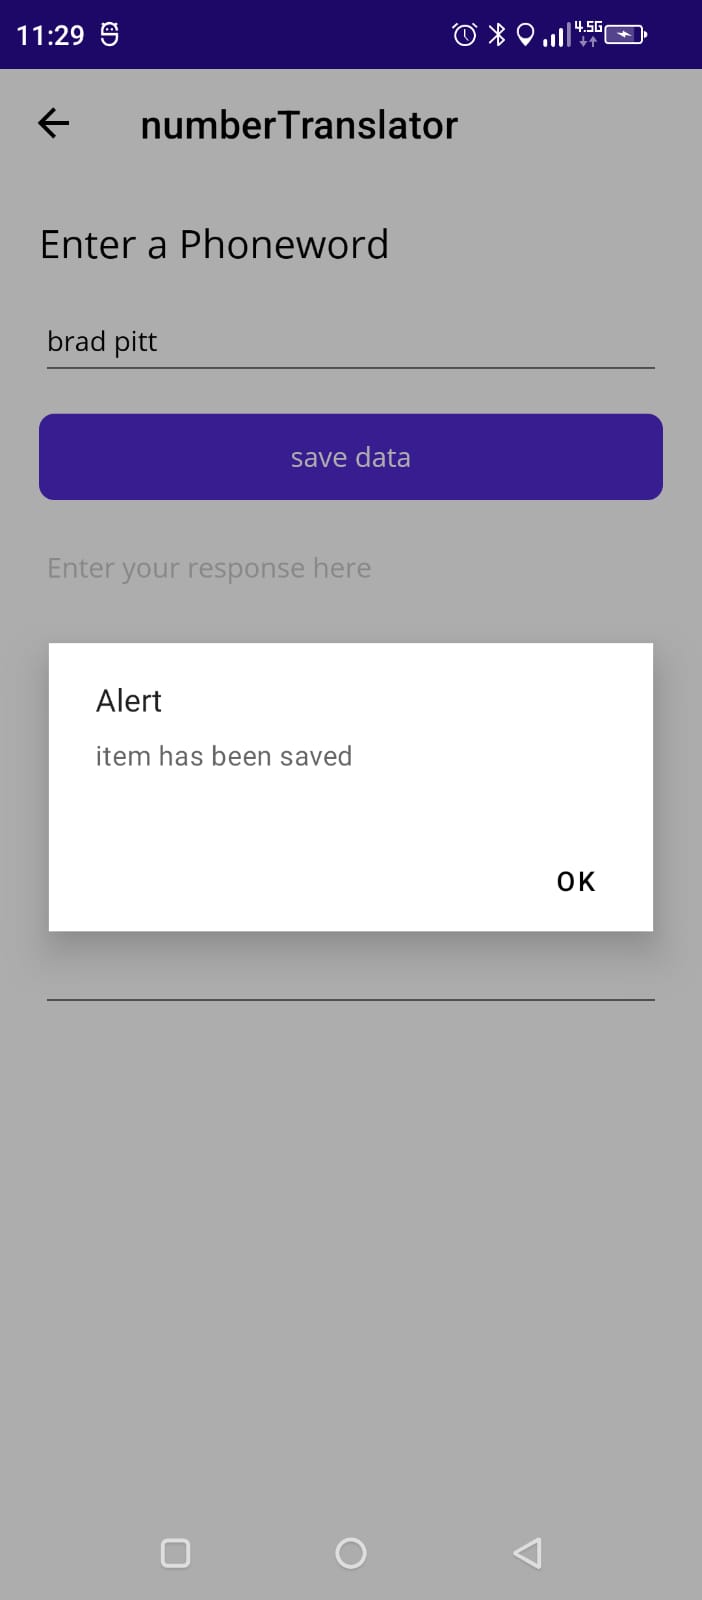 11:29
4.5G
numberTranslator
Enter a Phoneword
brad pitt
save data
Enter your response here
Alert
item has been saved
OK